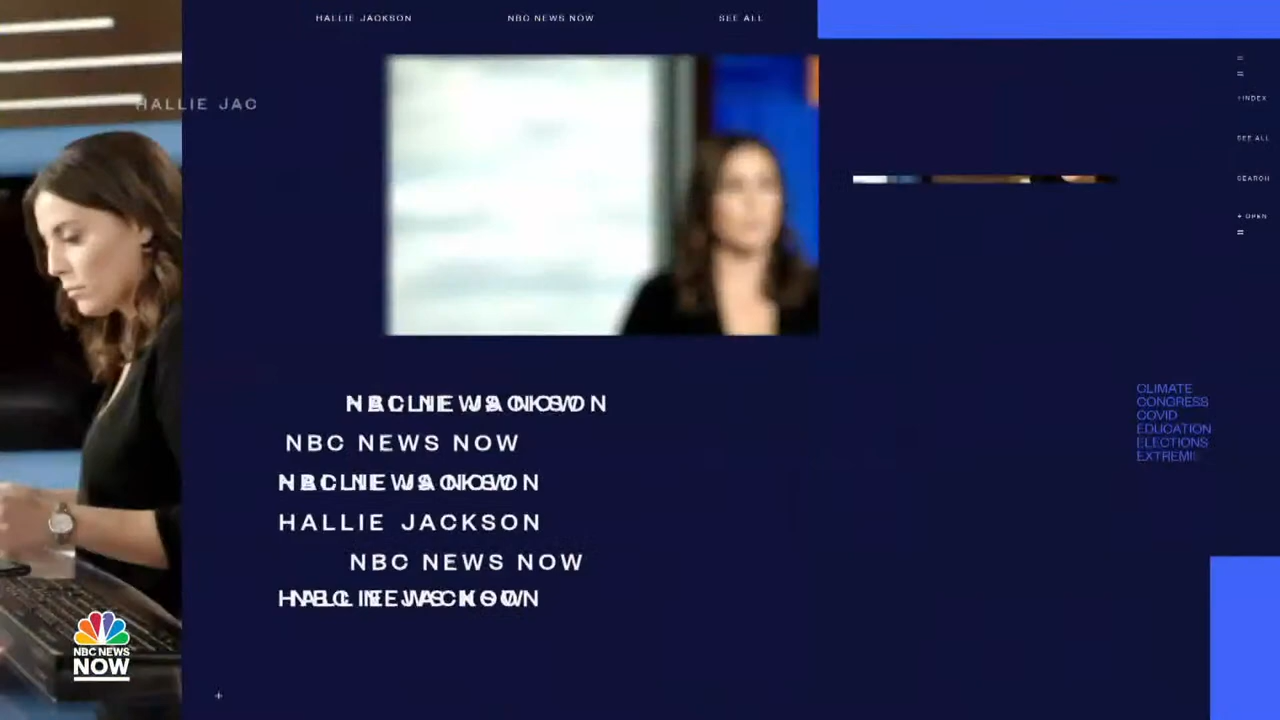 HALLIE JACKSON
NBC NEWS NOW
SEE ALL
HALLIE JAC
INDEX
SEE ALL
SEARCH
+ OPEN
NBC NEWS NOW
HALLIE JACKSON
NBC NEWS NOW
CLIMATE
CONGRESS
COVID
EDUCATION
ELECTIONS
EXTREMI
NBC NEWS
NOW